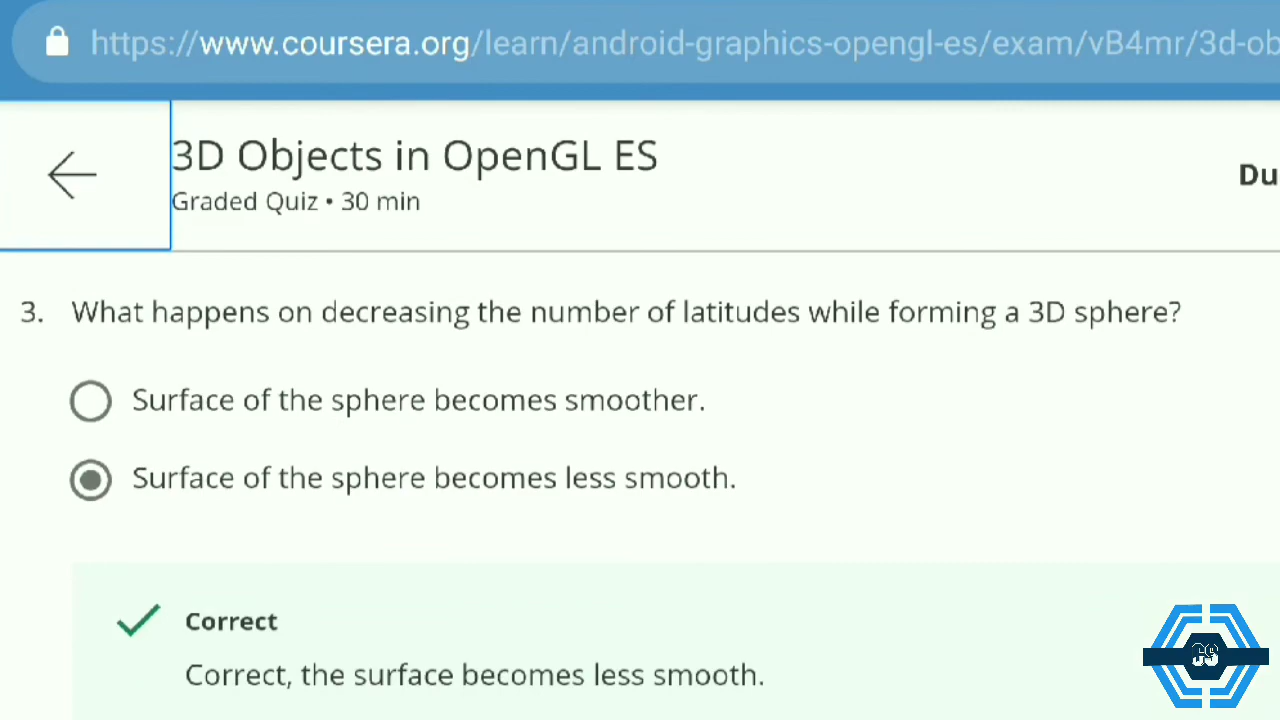 https://www.coursera.org/learn/android-graphics-opengl-es/exam/vB4mr/3d-ob
3D Objects in OpenGL ES
Graded Quiz • 30 min
Du
3. What happens on decreasing the number of latitudes while forming a 3D sphere?
Surface of the sphere becomes smoother.
Surface of the sphere becomes less smooth.
Correct
Correct, the surface becomes less smooth.
GS